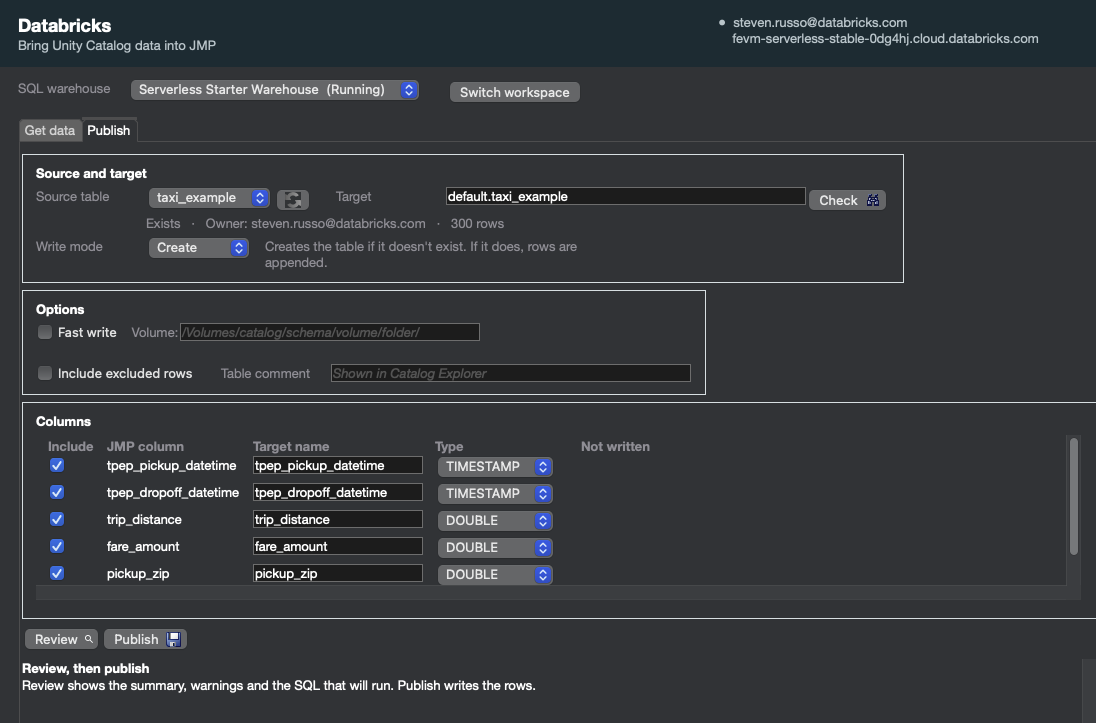 Databricks
Bring Unity Catalog data into JMP
steven.russo@databricks.com
fevm-serverless-stable-0dg4hj.cloud.databricks.com
SQL warehouse Serverless Starter Warehouse (Running) Switch workspace
Get data Publish
Source and target
Source table taxi_example Target default.taxi_example Check
Exists · Owner: steven.russo@databricks.com · 300 rows
Write mode Create Creates the table if it doesn't exist. If it does, rows are
appended.
Options
Fast write Volume: /Volumes/catalog/schema/volume/folder/
Include excluded rows Table comment Shown in Catalog Explorer
Columns
Include JMP column Target name Type Not written
tpep_pickup_datetime tpep_pickup_datetime TIMESTAMP
tpep_dropoff_datetime tpep_dropoff_datetime TIMESTAMP
trip_distance trip_distance DOUBLE
fare_amount fare_amount DOUBLE
pickup_zip pickup_zip DOUBLE
Review Publish
Review, then publish
Review shows the summary, warnings and the SQL that will run. Publish writes the rows.